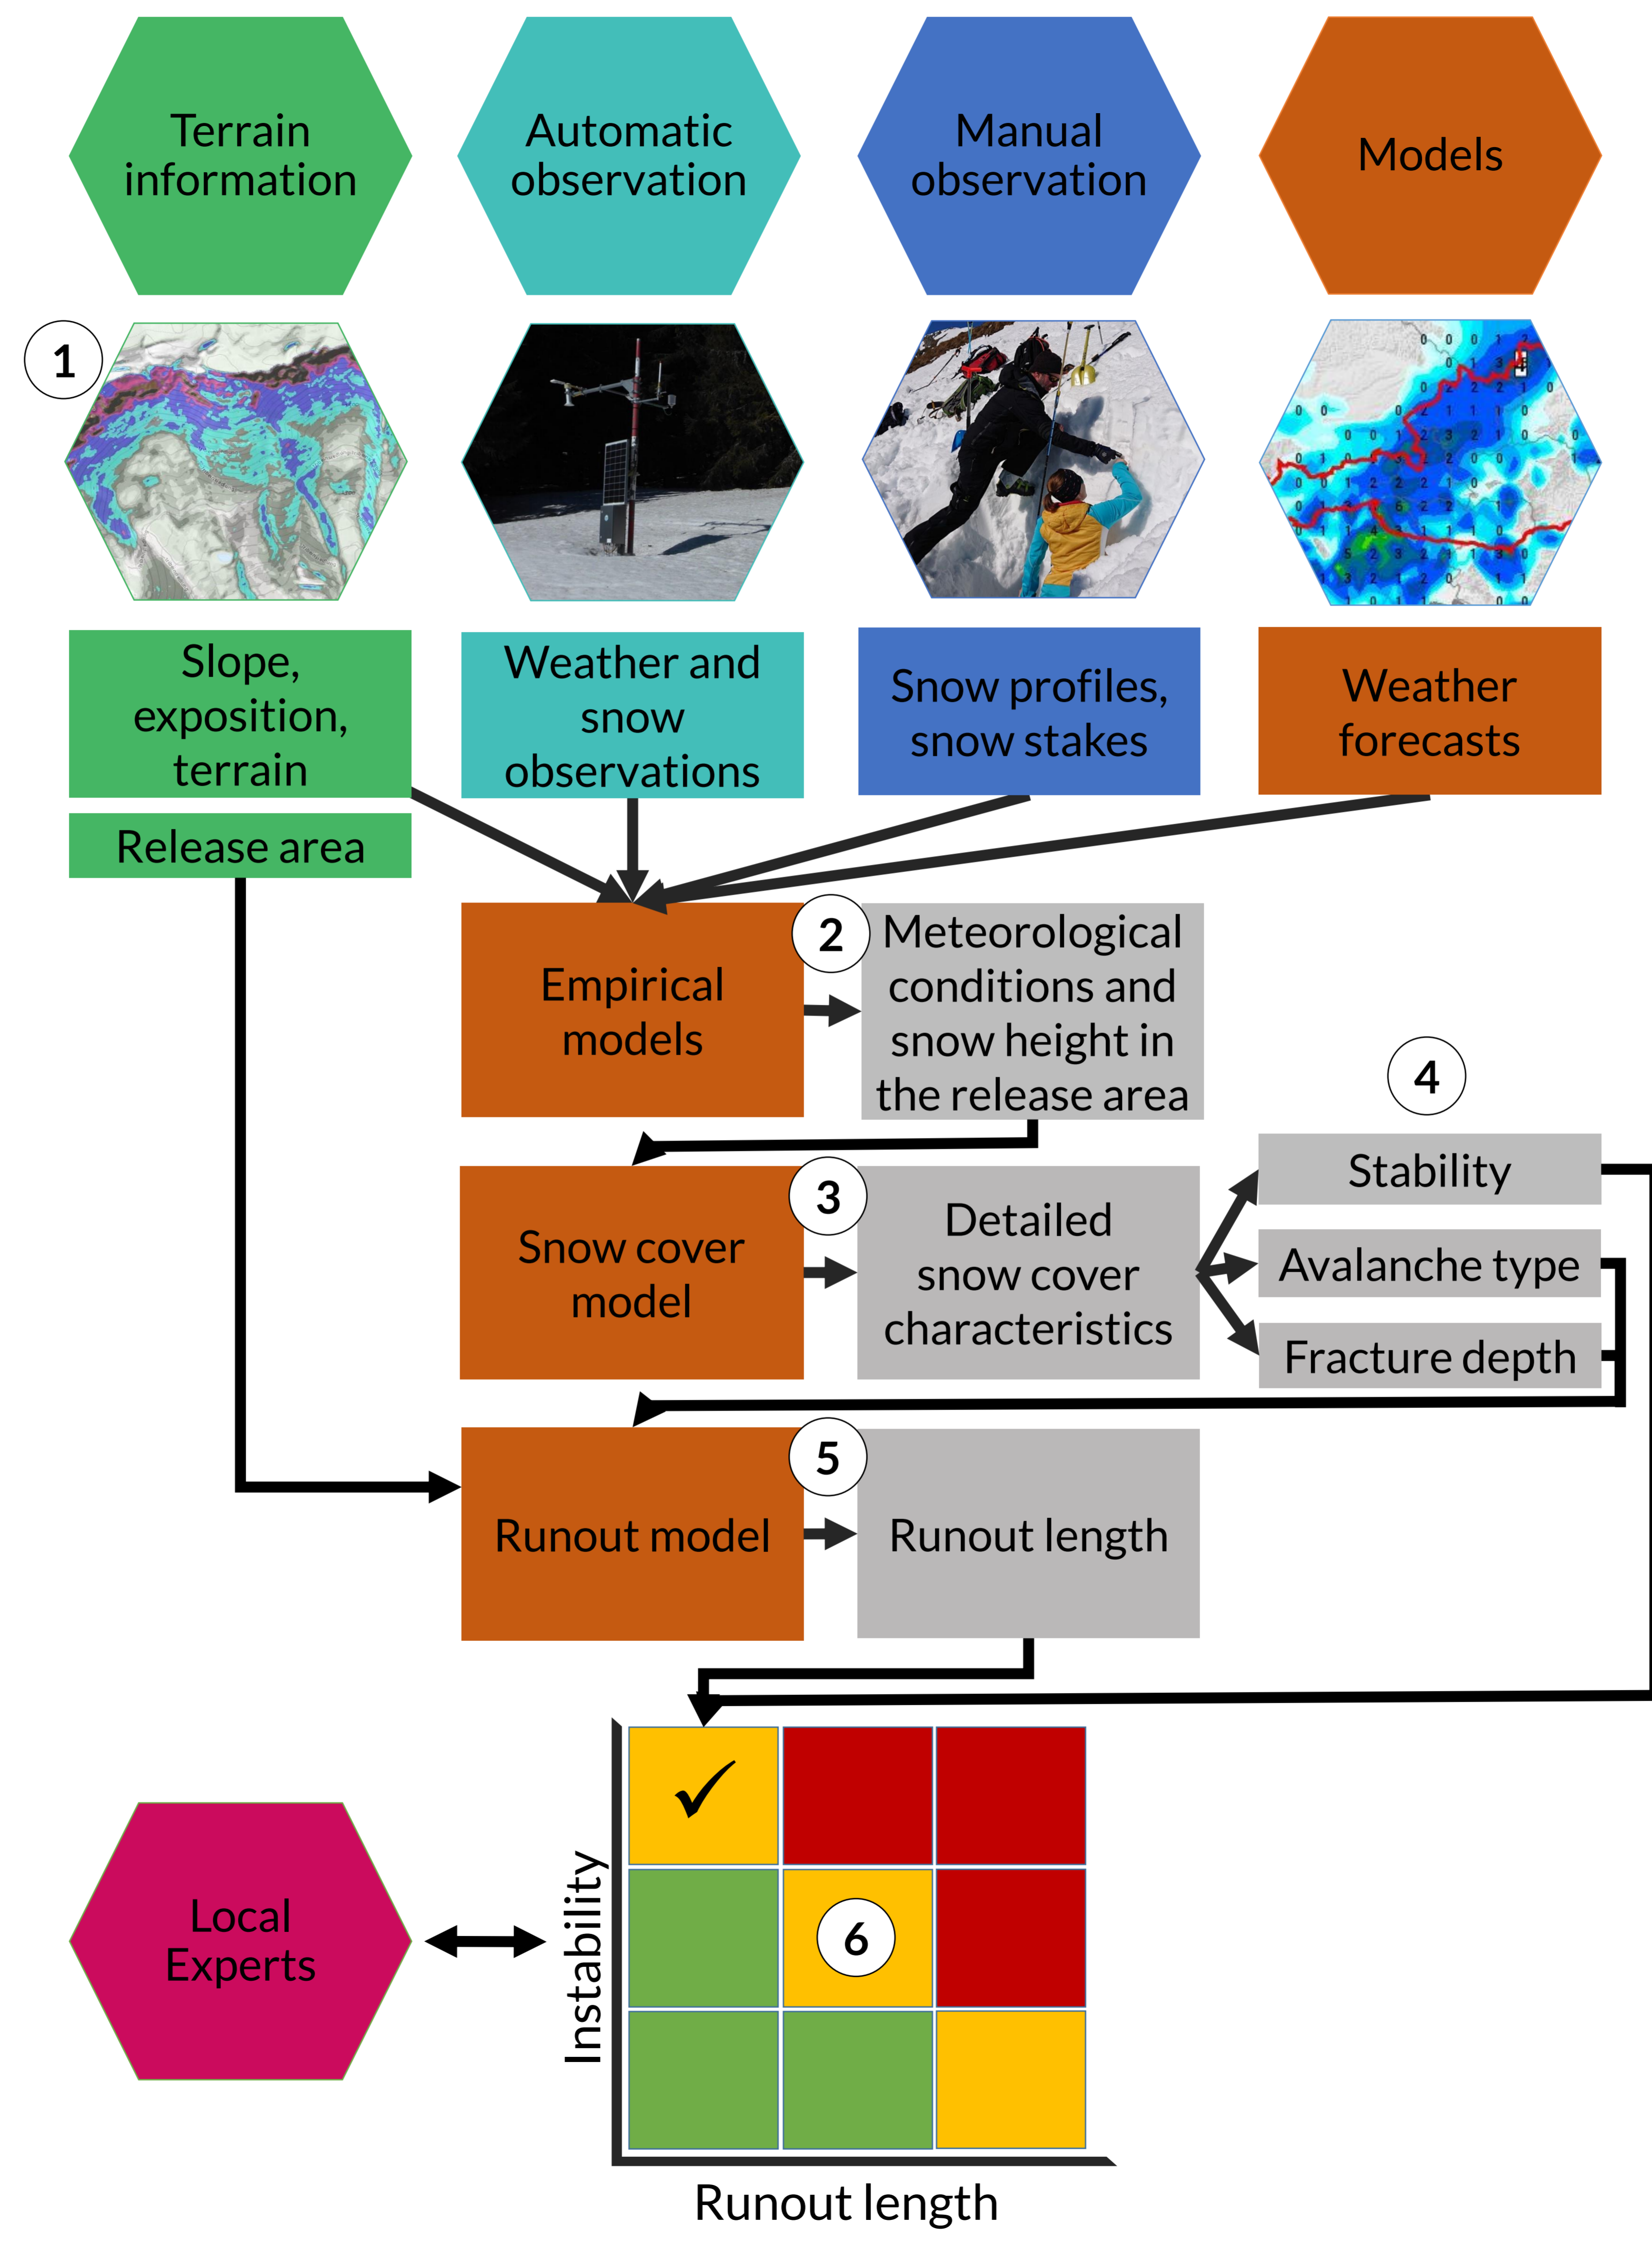 Terrain
information
Automatic
observation
Manual
observation
Models
1
Slope,
exposition,
terrain
Weather and
snow
observations
Snow profiles,
snow stakes
Weather
forecasts
Release area
Empirical
models
2
Meteorological
conditions and
snow height in
the release area
4
Snow cover
model
3
Detailed
snow cover
characteristics
Stability
Avalanche type
Fracture depth
Runout model
5
Runout length
Local
Experts
Instability
6
Runout length